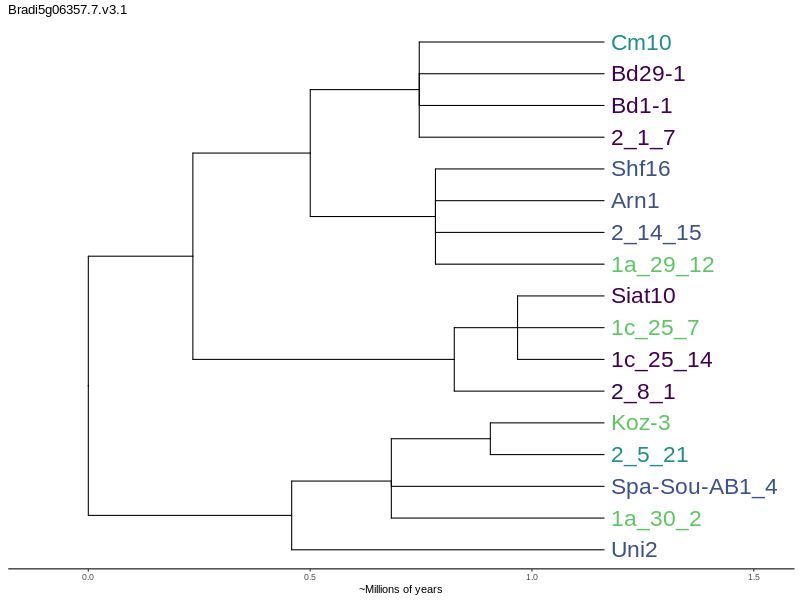 Bradi5g06357.7.v3.1
Cm10
Bd29-1
Bd1-1
2_1_7
Shf16
Arn1
2_14_15
1a_29_12
Siat10
1c_25_7
1c_25_14
2_8_1
Koz-3
2_5_21
Spa-Sou-AB1_4
1a_30_2
Uni2
0.0 0.5 1.0 1.5
~Millions of years